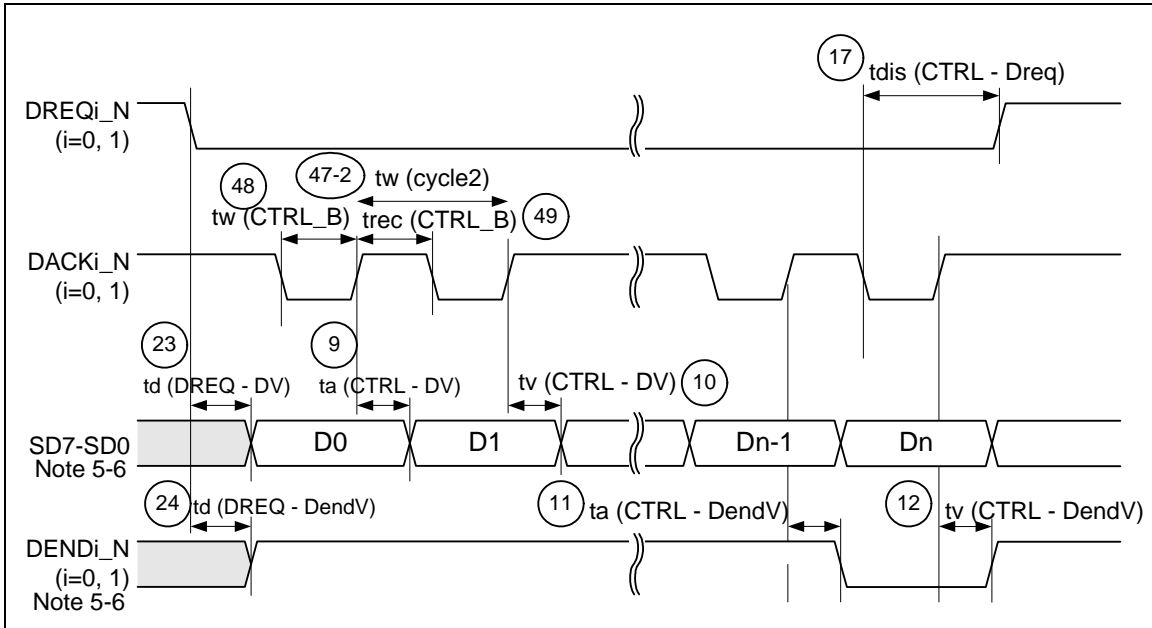 17
tdis (CTRL - Dreq)
DREQi_N
(i=0, 1)
47-2
tw (cycle2)
48
tw (CTRL_B)
trec (CTRL_B)
49
DACKi_N
(i=0, 1)
23
9
td (DREQ - DV)
ta (CTRL - DV)
tv (CTRL - DV)
10
SD7-SD0
Note 5-6
D0
D1
Dn-1
Dn
24
td (DREQ - DendV)
11
ta (CTRL - DendV)
12
tv (CTRL - DendV)
DENDi_N
(i=0, 1)
Note 5-6